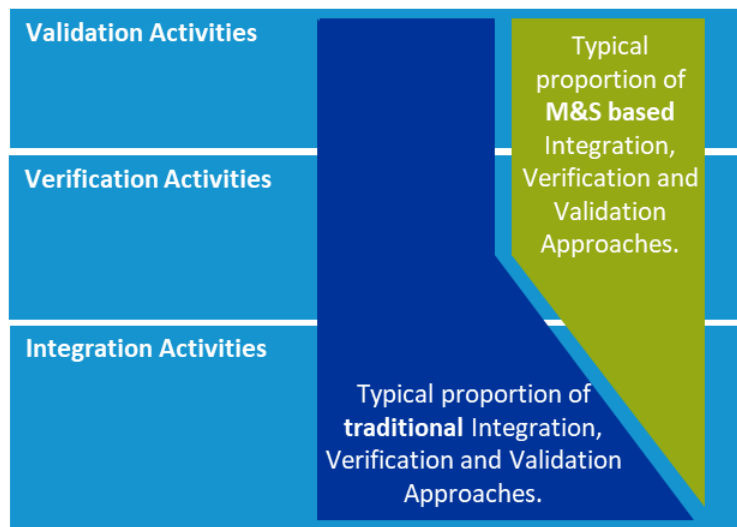 Validation Activities
Typical
proportion of
M&S based
Integration,
Verification and
Validation
Approaches.
Verification Activities
Integration Activities
Typical proportion of
traditional Integration,
Verification and Validation
Approaches.